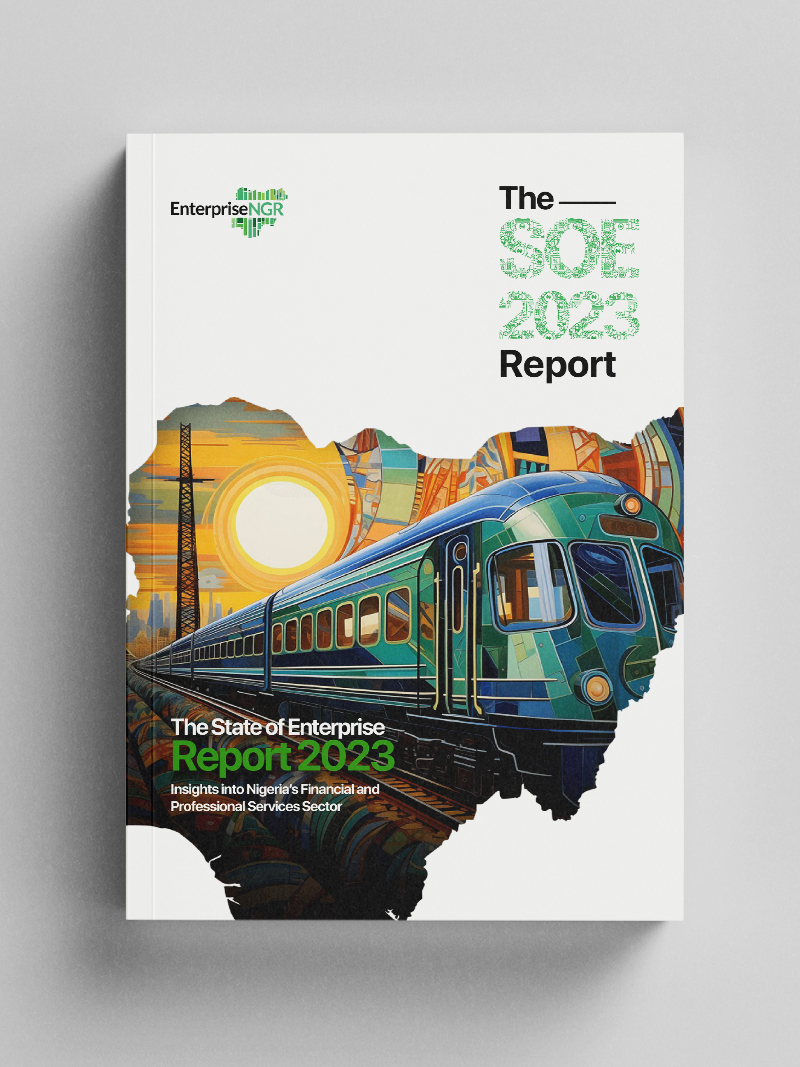 EnterpriseNGR
The
SOE
2023
Report
The State of Enterprise
Report 2023
Insights into Nigeria's Financial and
Professional Services Sector